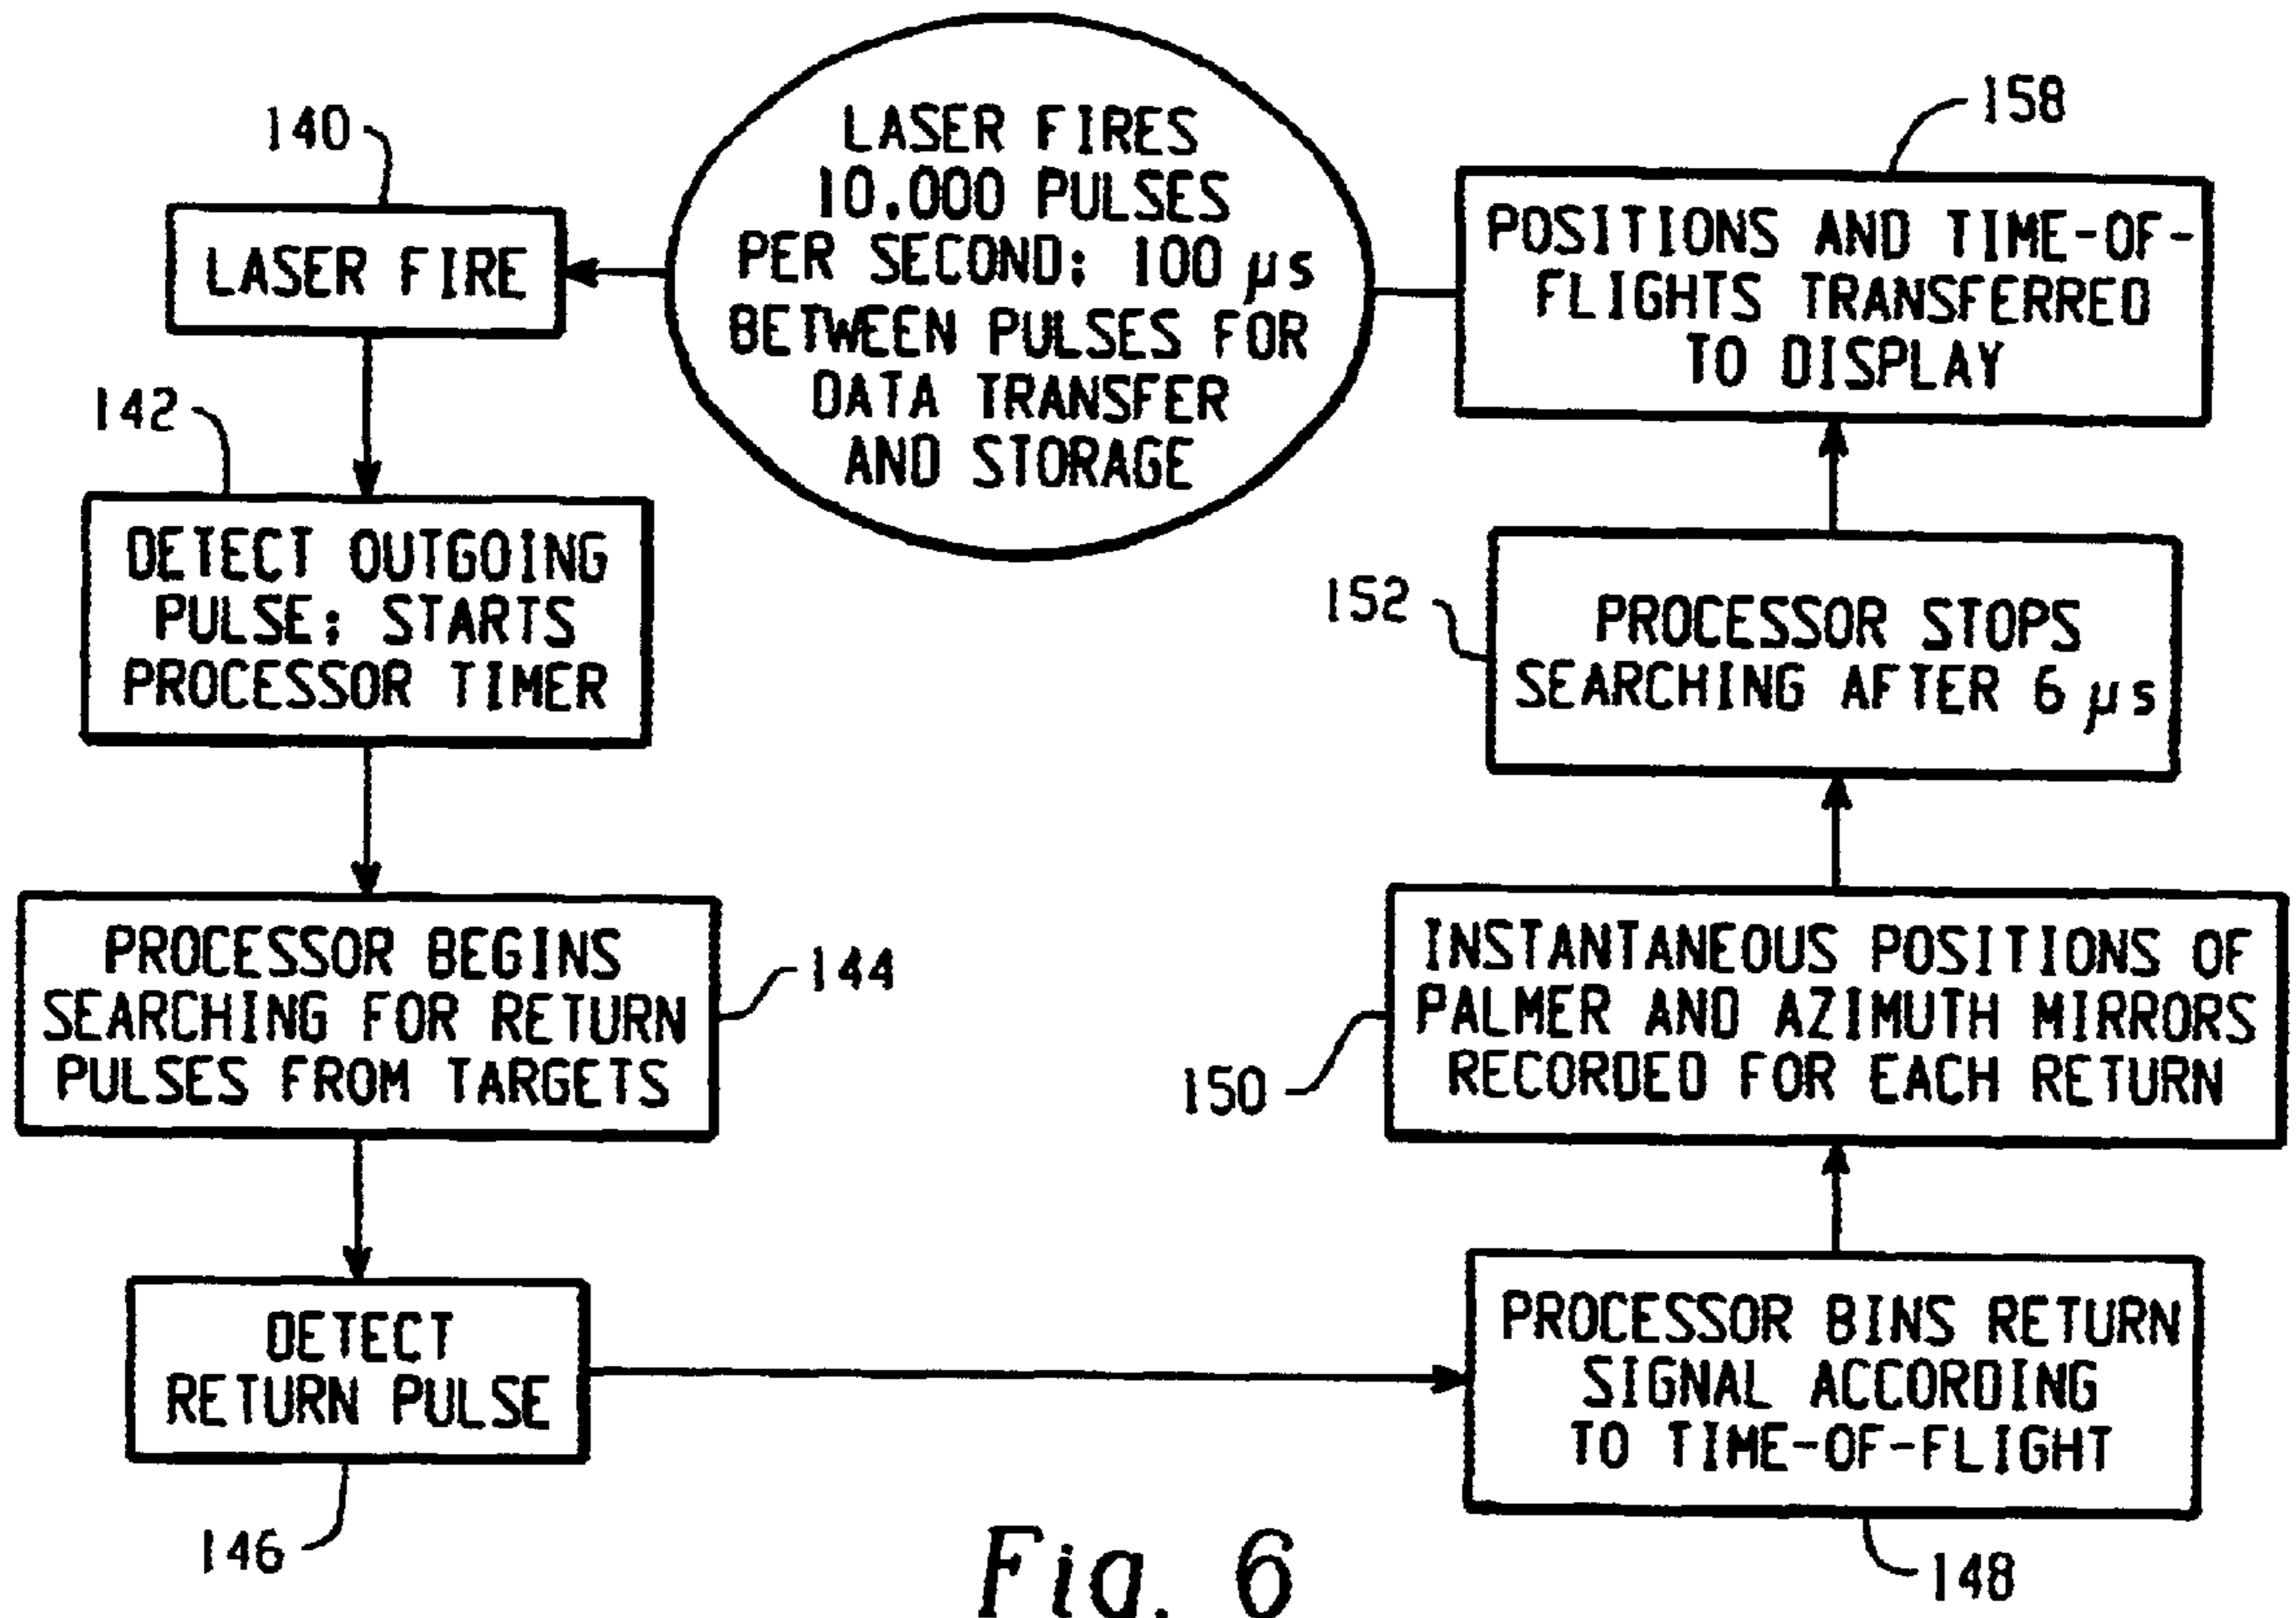 140
LASER FIRE
LASER FIRES
10.000 PULSES
PER SECOND; 100 µs
BETWEEN PULSES FOR
DATA TRANSFER
AND STORAGE
158
POSITIONS AND TIME-OF-
FLIGHTS TRANSFERRED
TO DISPLAY
142
DETECT OUTGOING
PULSE; STARTS
PROCESSOR TIMER
152
PROCESSOR STOPS
SEARCHING AFTER 6 µs
PROCESSOR BEGINS
SEARCHING FOR RETURN
PULSES FROM TARGETS
144
150
INSTANTANEOUS POSITIONS OF
PALMER AND AZIMUTH MIRRORS
RECORDED FOR EACH RETURN
DETECT
RETURN PULSE
146
PROCESSOR BINS RETURN
SIGNAL ACCORDING
TO TIME-OF-FLIGHT
148
Fig. 6